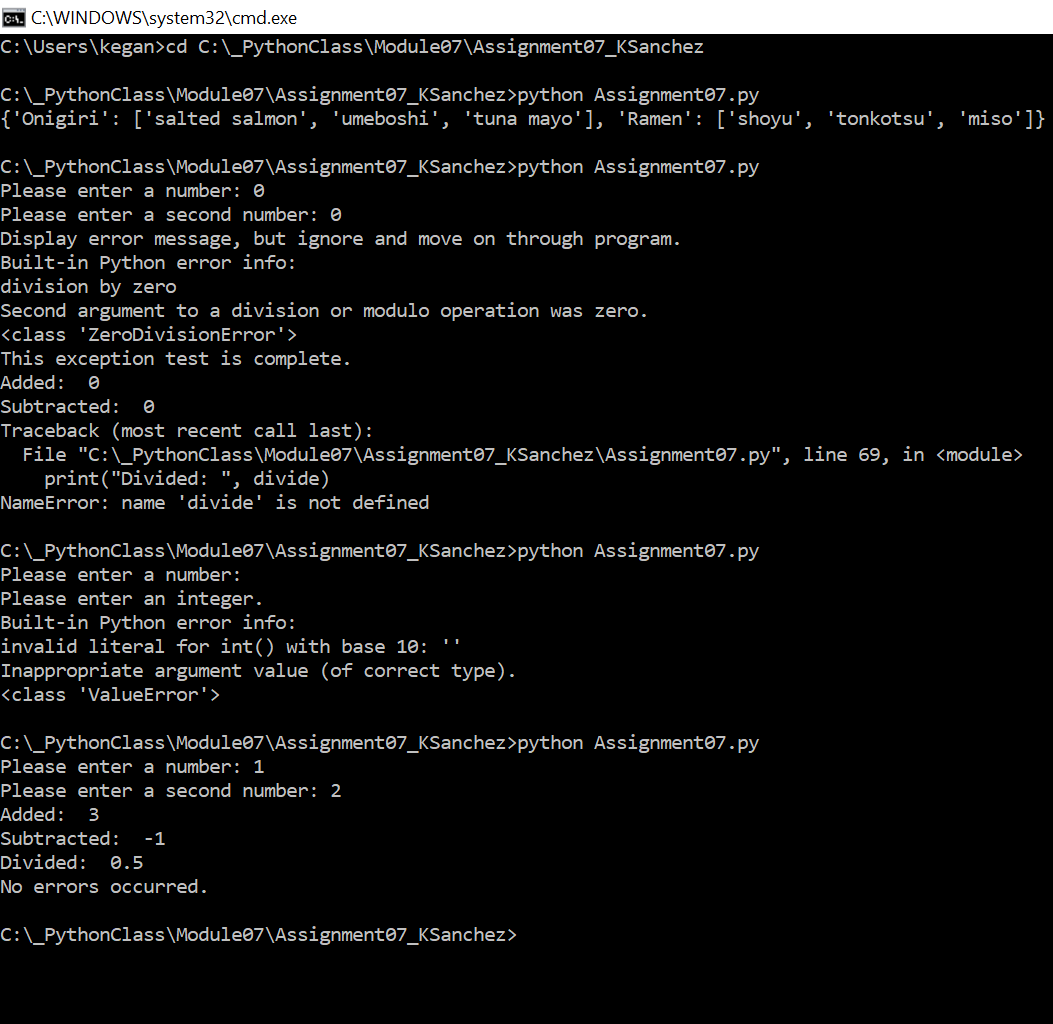 C:\WINDOWS\system32\cmd.exe
C:\Users\kegan>cd C:\_PythonClass\Module07\Assignment07_KSanchez
C:\_PythonClass\Module07\Assignment07_KSanchez>python Assignment07.py
{'Onigiri': ['salted salmon', 'umeboshi', 'tuna mayo'], 'Ramen': ['shoyu', 'tonkotsu', 'miso']}
C:\_PythonClass\Module07\Assignment07_KSanchez>python Assignment07.py
Please enter a number: 0
Please enter a second number: 0
Display error message, but ignore and move on through program.
Built-in Python error info:
division by zero
Second argument to a division or modulo operation was zero.
<class 'ZeroDivisionError'>
This exception test is complete.
Added:  0
Subtracted:  0
Traceback (most recent call last):
  File "C:\_PythonClass\Module07\Assignment07_KSanchez\Assignment07.py", line 69, in <module>
    print("Divided: ", divide)
NameError: name 'divide' is not defined
C:\_PythonClass\Module07\Assignment07_KSanchez>python Assignment07.py
Please enter a number:
Please enter an integer.
Built-in Python error info:
invalid literal for int() with base 10: ''
Inappropriate argument value (of correct type).
<class 'ValueError'>
C:\_PythonClass\Module07\Assignment07_KSanchez>python Assignment07.py
Please enter a number: 1
Please enter a second number: 2
Added:  3
Subtracted:  -1
Divided:  0.5
No errors occurred.
C:\_PythonClass\Module07\Assignment07_KSanchez>